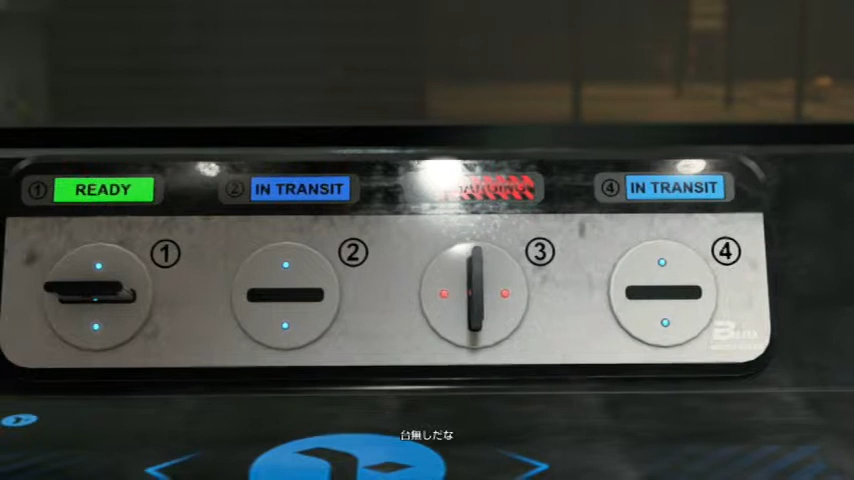 ① READY
② IN TRANSIT
④ IN TRANSIT
①
②
③
④
台無しだな